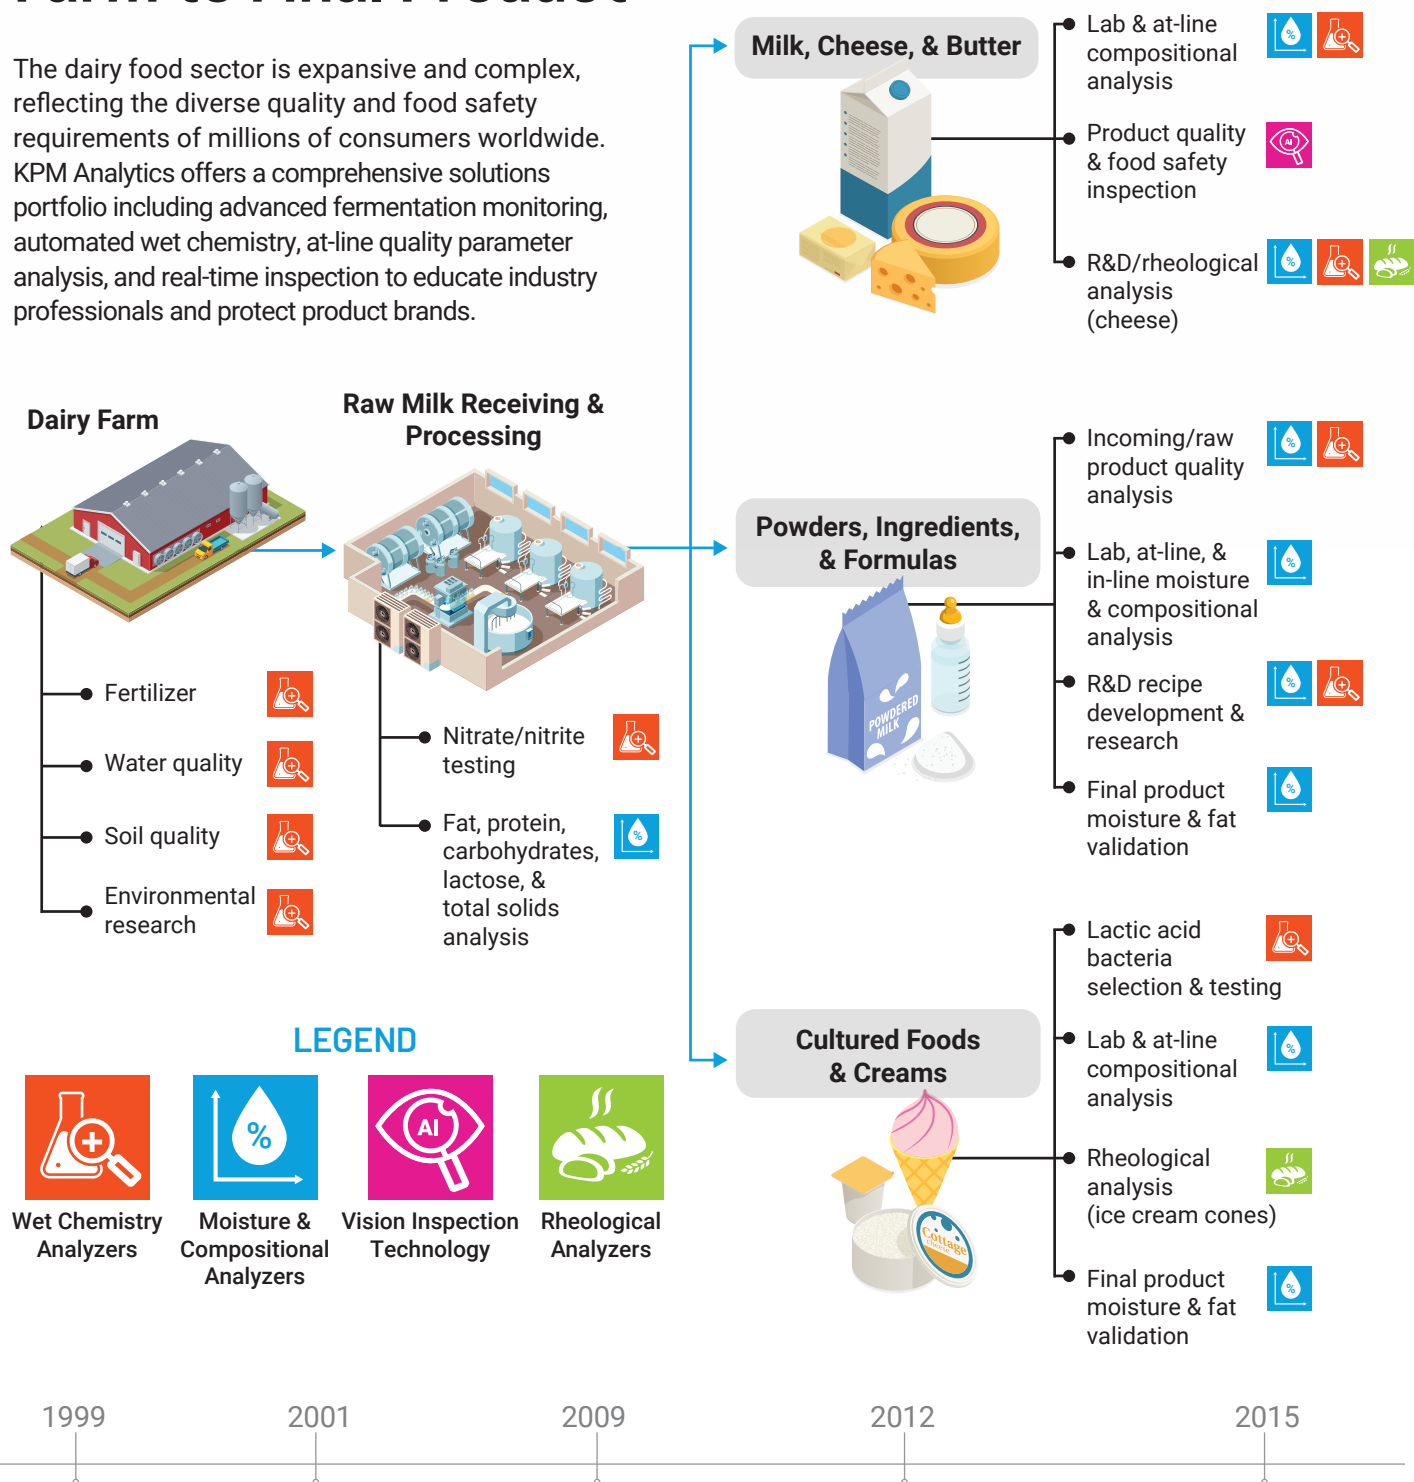 Farm to Final Product
The dairy food sector is expansive and complex,
reflecting the diverse quality and food safety
requirements of millions of consumers worldwide.
KPM Analytics offers a comprehensive solutions
portfolio including advanced fermentation monitoring,
automated wet chemistry, at-line quality parameter
analysis, and real-time inspection to educate industry
professionals and protect product brands.
Dairy Farm
Fertilizer
Water quality
Soil quality
Environmental
research
Raw Milk Receiving &
Processing
Nitrate/nitrite
testing
Fat, protein,
carbohydrates,
lactose, &
total solids
analysis
Milk, Cheese, & Butter
Lab & at-line
compositional
analysis
%
Product quality
& food safety
inspection
AI
R&D/rheological
analysis
(cheese)
%
Powders, Ingredients,
& Formulas
POWDERED
MILK
Incoming/raw
product quality
analysis
%
Lab, at-line, &
in-line moisture
& compositional
analysis
%
R&D recipe
development &
research
%
Final product
moisture & fat
validation
%
Cultured Foods
& Creams
Cottage
cheese
Lactic acid
bacteria
selection & testing
Lab & at-line
compositional
analysis
%
Rheological
analysis
(ice cream cones)
Final product
moisture & fat
validation
%
%
LEGEND
Wet Chemistry
Analyzers
%
Moisture &
Compositional
Analyzers
AI
Vision Inspection
Technology
Rheological
Analyzers
1999
2001
2009
2012
2015